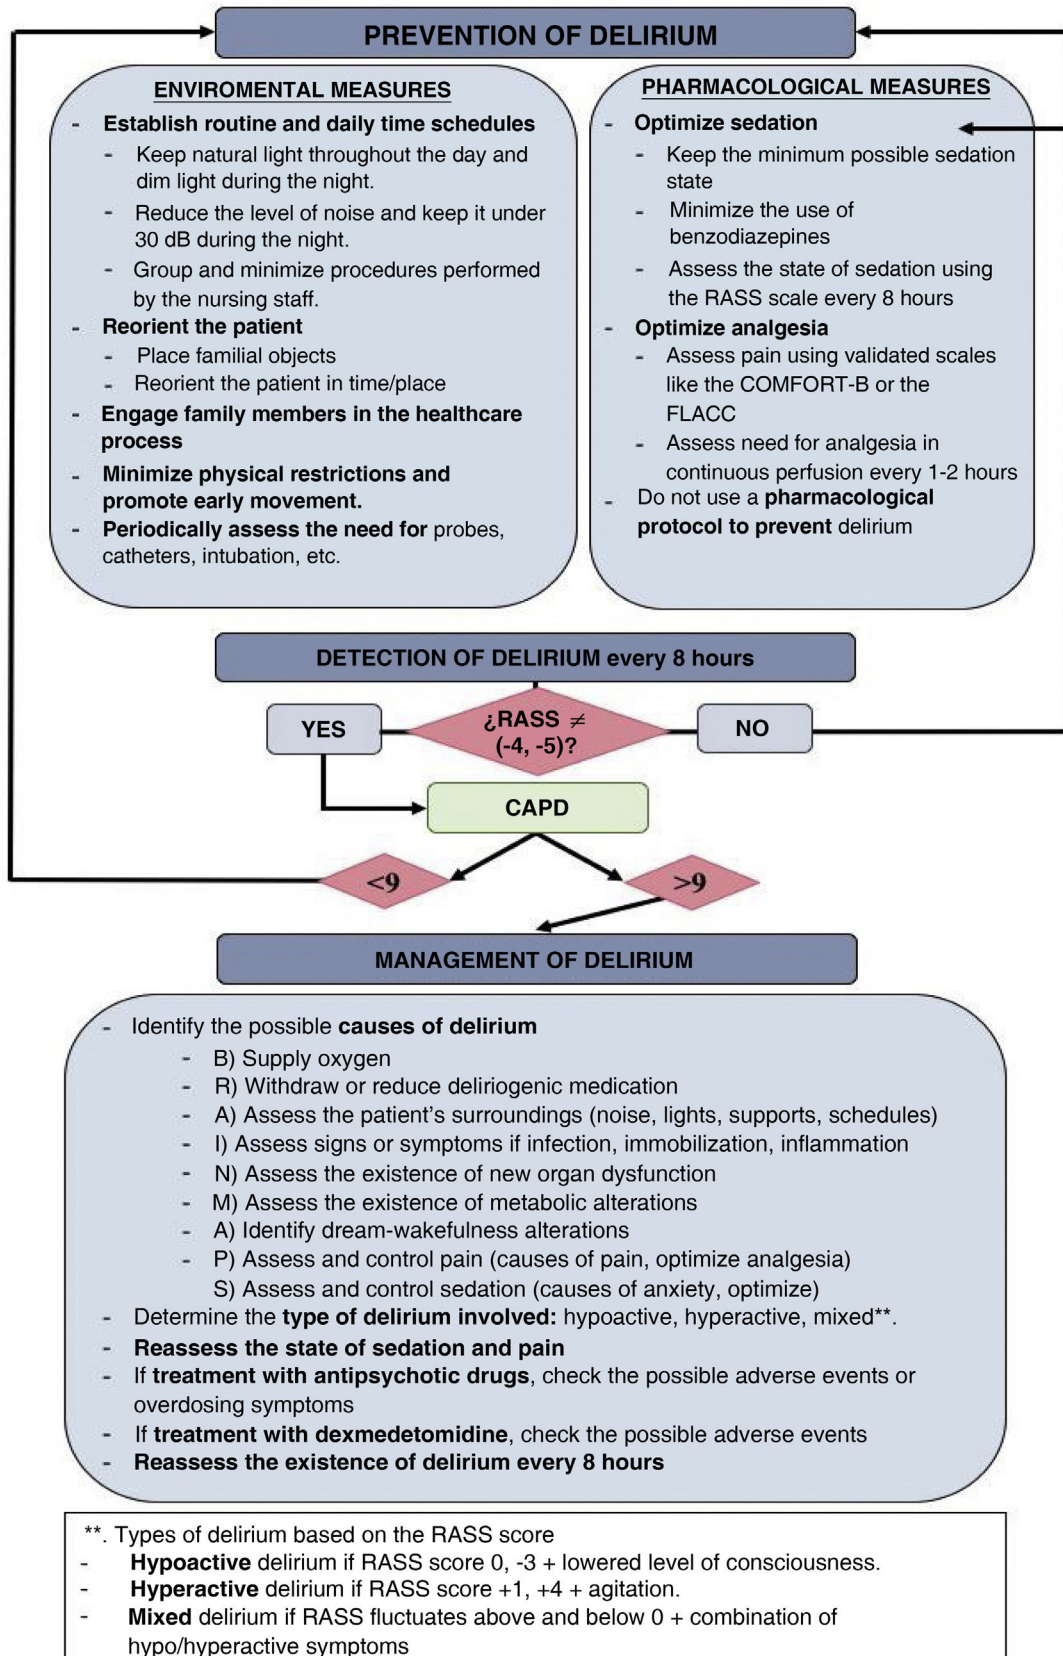 PREVENTION OF DELIRIUM
ENVIROMENTAL MEASURES
- Establish routine and daily time schedules
- Keep natural light throughout the day and
dim light during the night.
- Reduce the level of noise and keep it under
30 dB during the night.
- Group and minimize procedures performed
by the nursing staff.
- Reorient the patient
- Place familial objects
- Reorient the patient in time/place
- Engage family members in the healthcare
process
- Minimize physical restrictions and
promote early movement.
- Periodically assess the need for probes,
catheters, intubation, etc.
PHARMACOLOGICAL MEASURES
- Optimize sedation
- Keep the minimum possible sedation
state
- Minimize the use of
benzodiazepines
- Assess the state of sedation using
the RASS scale every 8 hours
- Optimize analgesia
- Assess pain using validated scales
like the COMFORT-B or the
FLACC
- Assess need for analgesia in
continuous perfusion every 1-2 hours
- Do not use a pharmacological
protocol to prevent delirium
DETECTION OF DELIRIUM every 8 hours
YES
¿RASS ≠
(-4, -5)?
NO
CAPD
<9
>9
MANAGEMENT OF DELIRIUM
- Identify the possible causes of delirium
- B) Supply oxygen
- R) Withdraw or reduce deliriogenic medication
- A) Assess the patient's surroundings (noise, lights, supports, schedules)
- I) Assess signs or symptoms if infection, immobilization, inflammation
- N) Assess the existence of new organ dysfunction
- M) Assess the existence of metabolic alterations
- A) Identify dream-wakefulness alterations
- P) Assess and control pain (causes of pain, optimize analgesia)
S) Assess and control sedation (causes of anxiety, optimize)
- Determine the type of delirium involved: hypoactive, hyperactive, mixed**.
- Reassess the state of sedation and pain
- If treatment with antipsychotic drugs, check the possible adverse events or
overdosing symptoms
- If treatment with dexmedetomidine, check the possible adverse events
- Reassess the existence of delirium every 8 hours
**. Types of delirium based on the RASS score
- Hypoactive delirium if RASS score 0, -3 + lowered level of consciousness.
- Hyperactive delirium if RASS score +1, +4 + agitation.
- Mixed delirium if RASS fluctuates above and below 0 + combination of
hypo/hyperactive symptoms